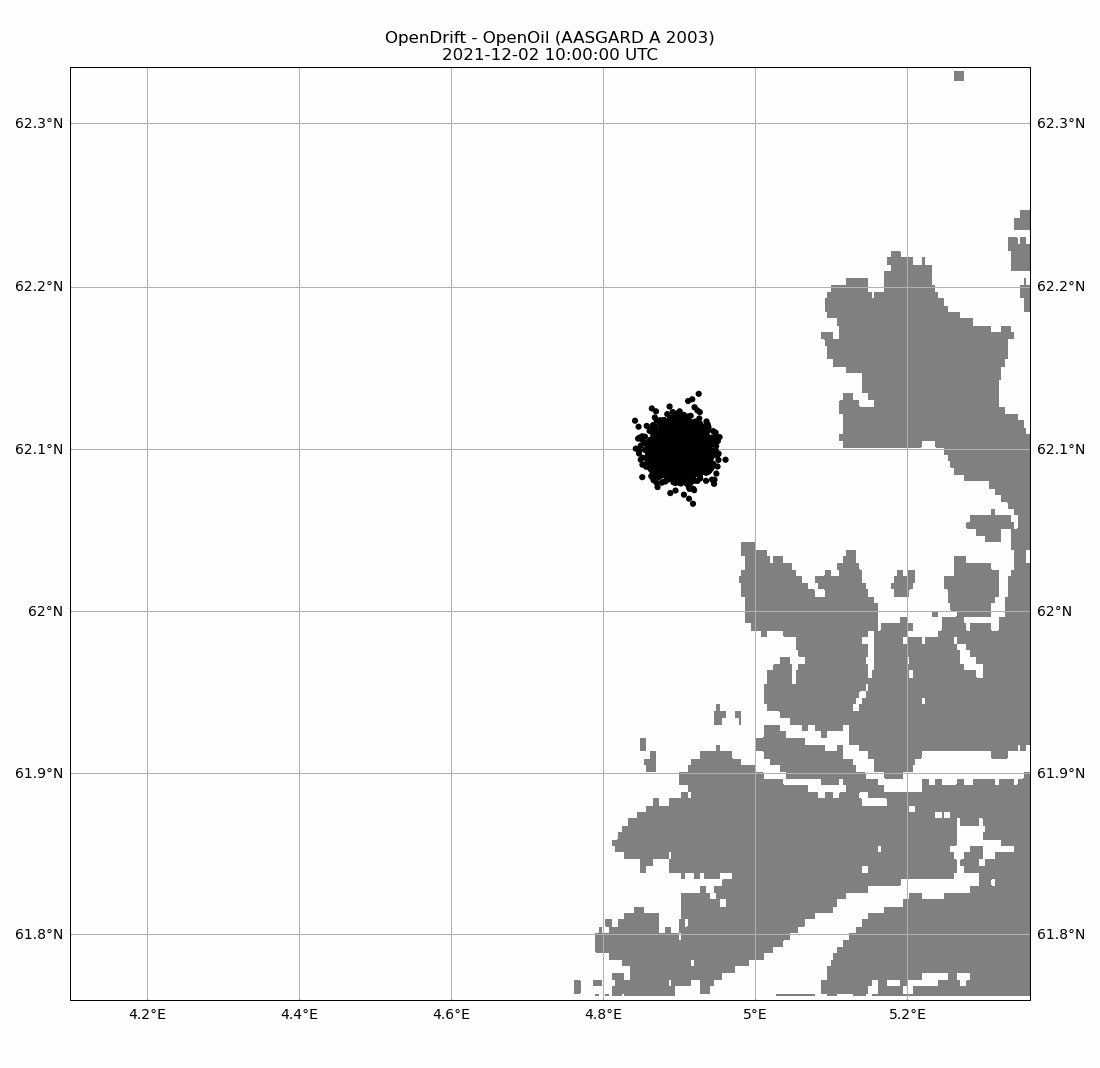 OpenDrift - OpenOil (AASGARD A 2003)
2021-12-02 10:00:00 UTC
62.3°N 62.3°N
62.2°N 62.2°N
62.1°N 62.1°N
62°N 62°N
61.9°N 61.9°N
61.8°N 61.8°N
4.2°E 4.4°E 4.6°E 4.8°E 5°E 5.2°E